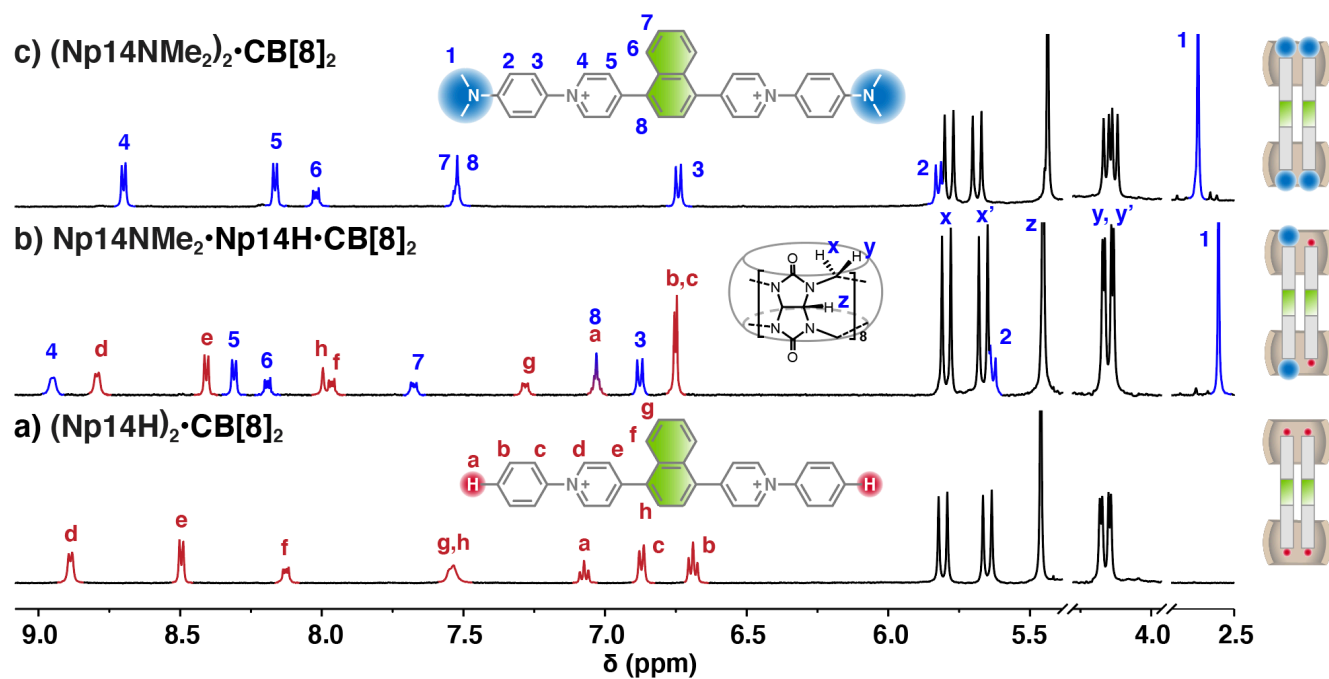 c) (Np14NMe₂)₂•CB[8]₂
1 2 3 4 5 6 7 8
N N⁺ N⁺ N
4 5 6 7 8 3 2 1
b) Np14NMe₂•Np14H•CB[8]₂
4 d e 5 6 h f 7 g 8 a 3 b,c
x x' 2 z y, y' 1
O H H x y
N N H z
N N 8
O
a) (Np14H)₂•CB[8]₂
a b c d e f g h
H N⁺ N⁺ H
d e f g,h a c b
9.0 8.5 8.0 7.5 7.0 6.5 6.0 5.5 4.0 2.5
δ (ppm)